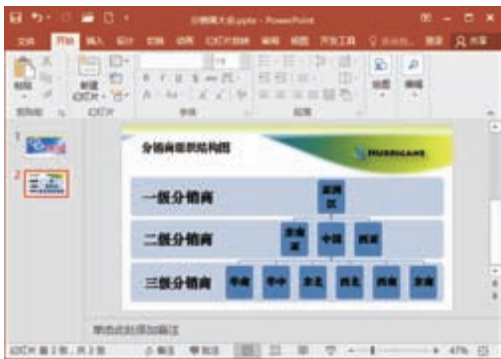 分销商大会.pptx - PowerPoint
文件 开始 插入 设计 切换 动画 幻灯片放映 审阅 视图 开发工具 登录 共享
粘贴 新建 幻灯片 绘图 编辑
剪贴板 幻灯片 字体 段落
1
分销商组织结构图 HURRICANE
2
一级分销商 亚洲区
二级分销商 东南亚 中国 西亚
三级分销商 华南 华中 东北 西北 西南 东南
单击此处添加备注
幻灯片 第 2 张，共 2 张 备注 批注 47%